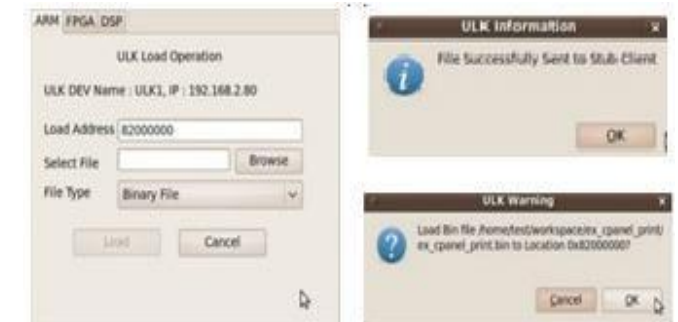 ARM FPGA DSP
ULK Load Operation
ULK DEV Name : ULK1, IP : 192.168.2.80
Load Address 82000000
Select File Browse
File Type Binary File
Load Cancel
ULK Information x
File Successfully Sent to Stub Client
OK
ULK Warning x
Load Bin file /home/test/workspace/ex_cpanel_print/
ex_cpanel_print.bin to Location 0x82000000?
Cancel OK